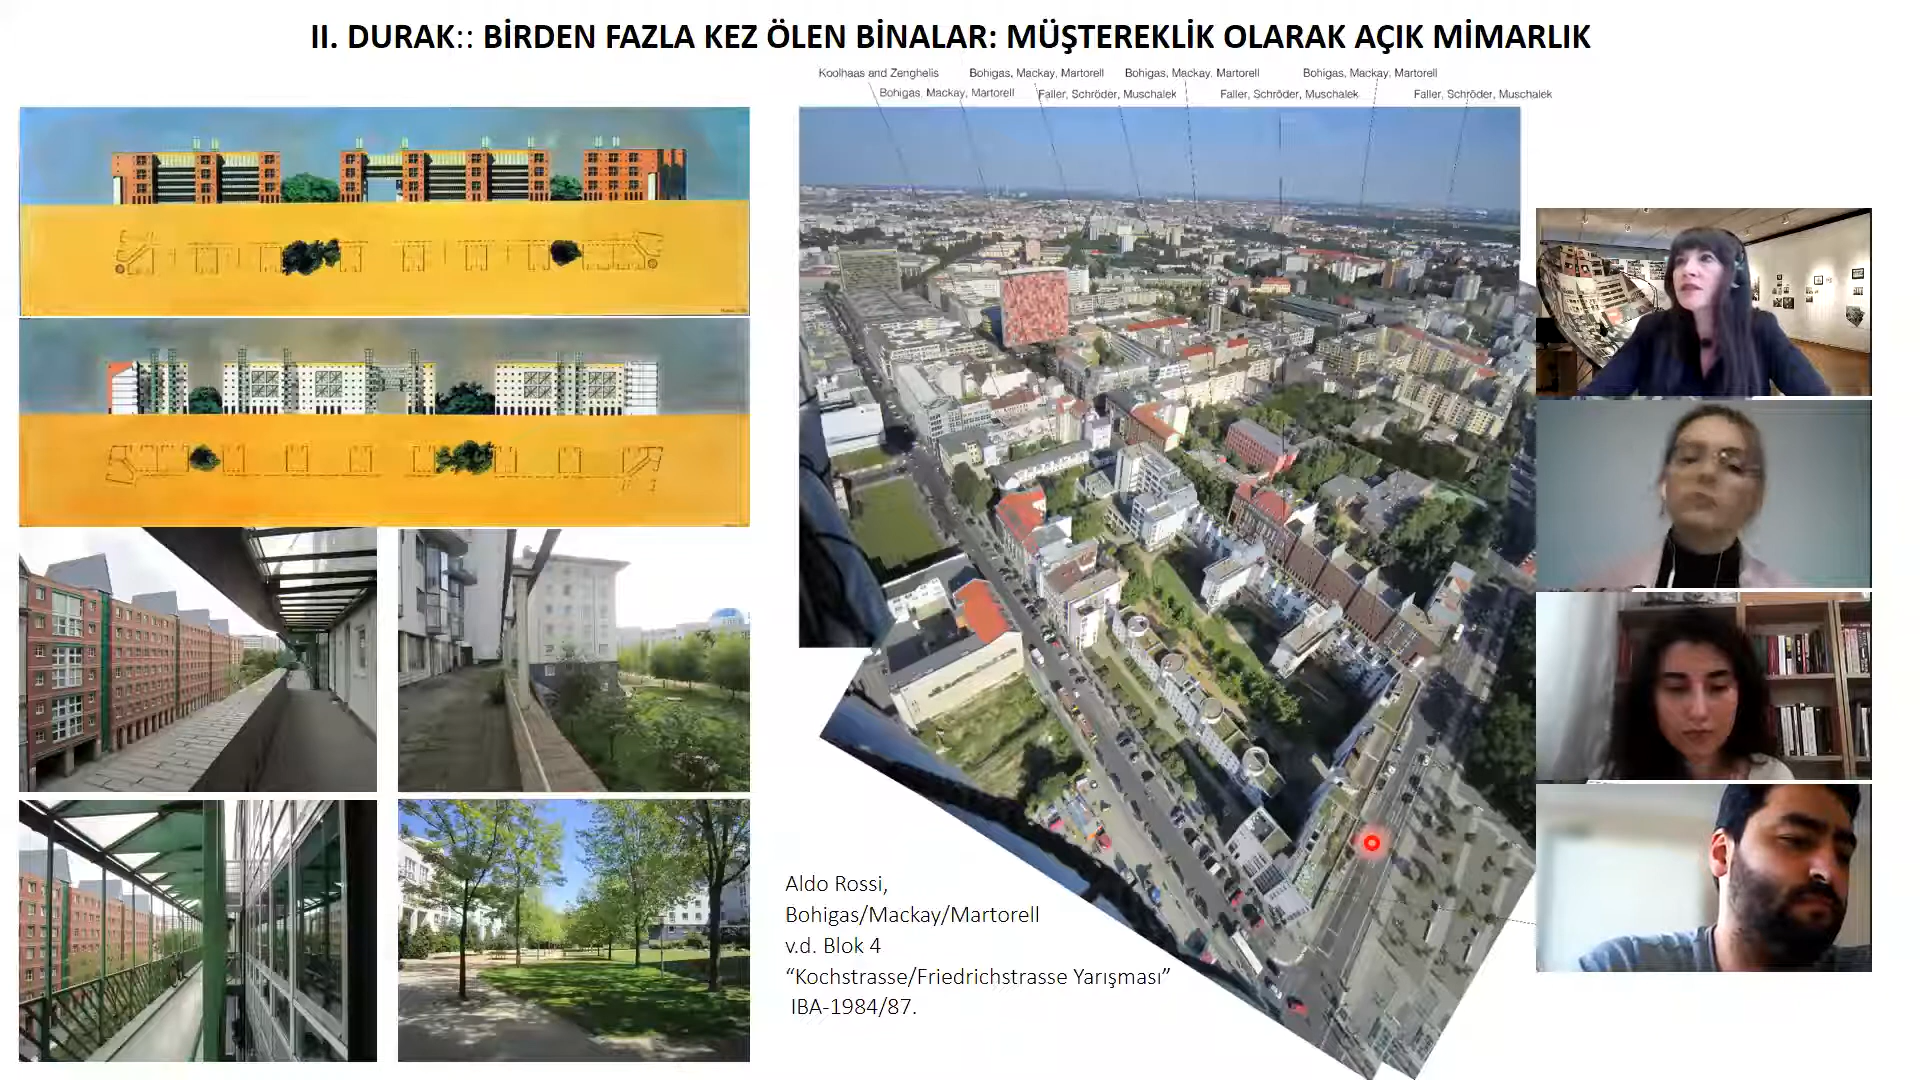 II. DURAK:: BİRDEN FAZLA KEZ ÖLEN BİNALAR: MÜŞTEREKLİK OLARAK AÇIK MİMARLIK
Koolhaas and Zenghelis Bohigas, Mackay, Martorell Bohigas, Mackay, Martorell Bohigas, Mackay, Martorell
Bohigas, Mackay, Martorell Faller, Schröder, Muschalek Faller, Schröder, Muschalek Faller, Schröder, Muschalek
Aldo Rossi,
Bohigas/Mackay/Martorell
v.d. Blok 4
“Kochstrasse/Friedrichstrasse Yarışması”
IBA-1984/87.